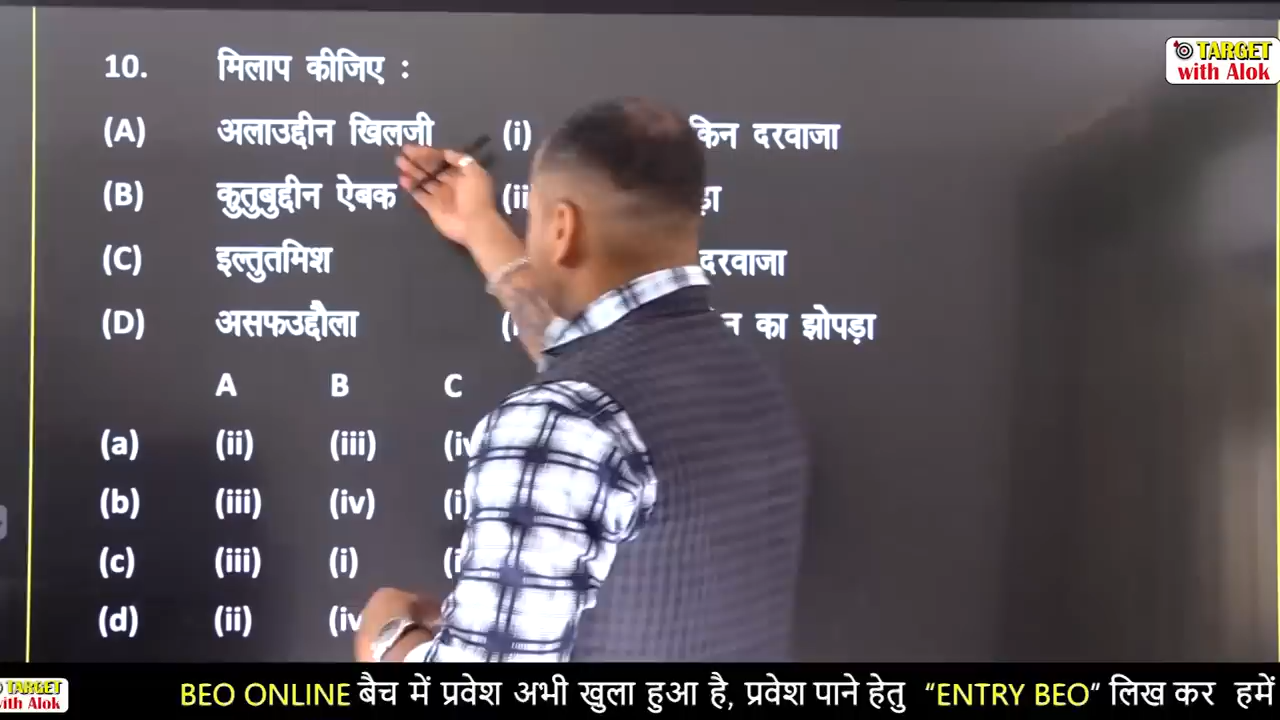 TARGET
with Alok
10. मिलाप कीजिए :
(A) अलाउद्दीन खिलजी (i) दरवाजा
(B) कुतुबुद्दीन ऐबक
(C) इल्तुतमिश दरवाजा
(D) असफउद्दौला का झोपड़ा
A B C
(a) (ii) (iii)
(b) (iii) (iv)
(c) (iii) (i)
(d) (ii)
TARGET
with Alok
BEO ONLINE बैच में प्रवेश अभी खुला हुआ है, प्रवेश पाने हेतु “ENTRY BEO” लिख कर हमें